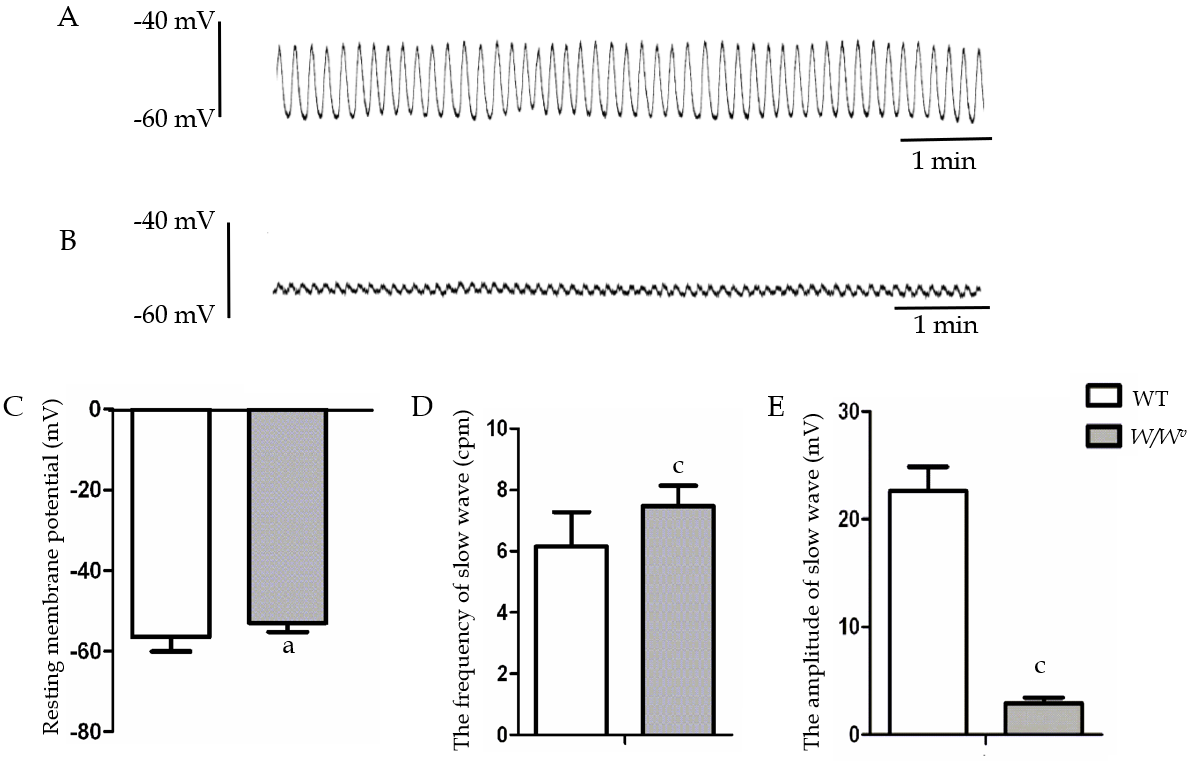 A
-40 mV
-60 mV
1 min
B
-40 mV
-60 mV
1 min
C
Resting membrane potential (mV)
0
-20
-40
-60
-80
a
D
The frequency of slow wave (cpm)
10
8
6
4
2
0
c
E
The amplitude of slow wave (mV)
30
20
10
0
c
WT
W/Wᵛ